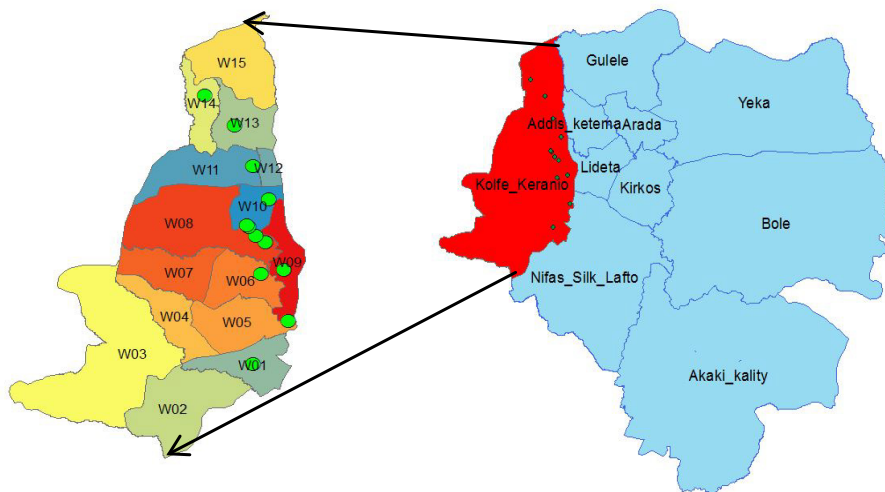 W15
W14
W13
W11
W12
W10
W08
W09
W07
W06
W04
W05
W03
W01
W02
Gulele
Yeka
Addis_ketema
Arada
Lideta
Kolfe_Keranio
Kirkos
Bole
Nifas_Silk_Lafto
Akaki_kality